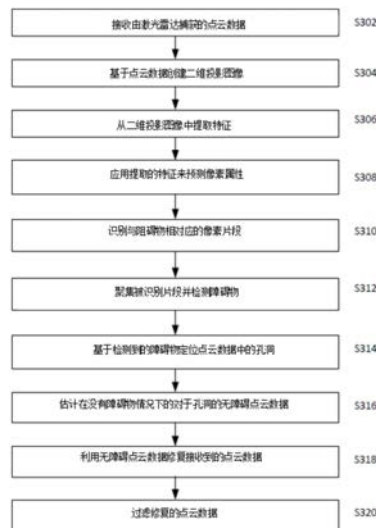 接收由激光雷达捕获的点云数据
S302
基于点云数据创建二维投影图像
S304
从二维投影图像中提取特征
S306
应用提取的特征来预测像素属性
S308
识别与阻碍物相对应的像素片段
S310
聚集被识别片段并检测障碍物
S312
基于检测到的障碍物定位点云数据中的孔洞
S314
估计在没有障碍物情况下的对于孔洞的无障碍点云数据
S316
利用无障碍点云数据修复接收到的点云数据
S318
过滤修复的点云数据
S320